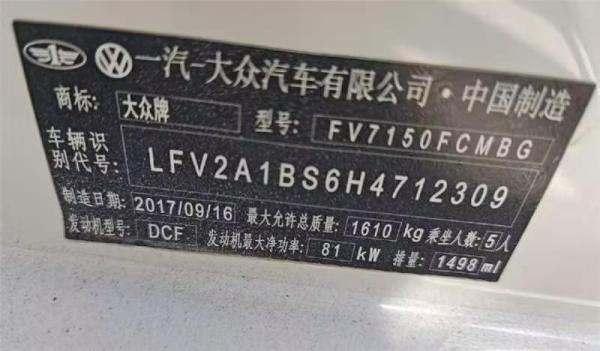 一汽-大众汽车有限公司·中国制造
商标: 大众牌 型号: FV7150FCMBG
车辆识
别代号: LFV2A1BS6H4712309
制造日期: 2017/09/16 最大允许总质量: 1610 kg 乘坐人数: 5人
发动机型号: DCF 发动机最大净功率: 81 kW 排量: 1498 ml